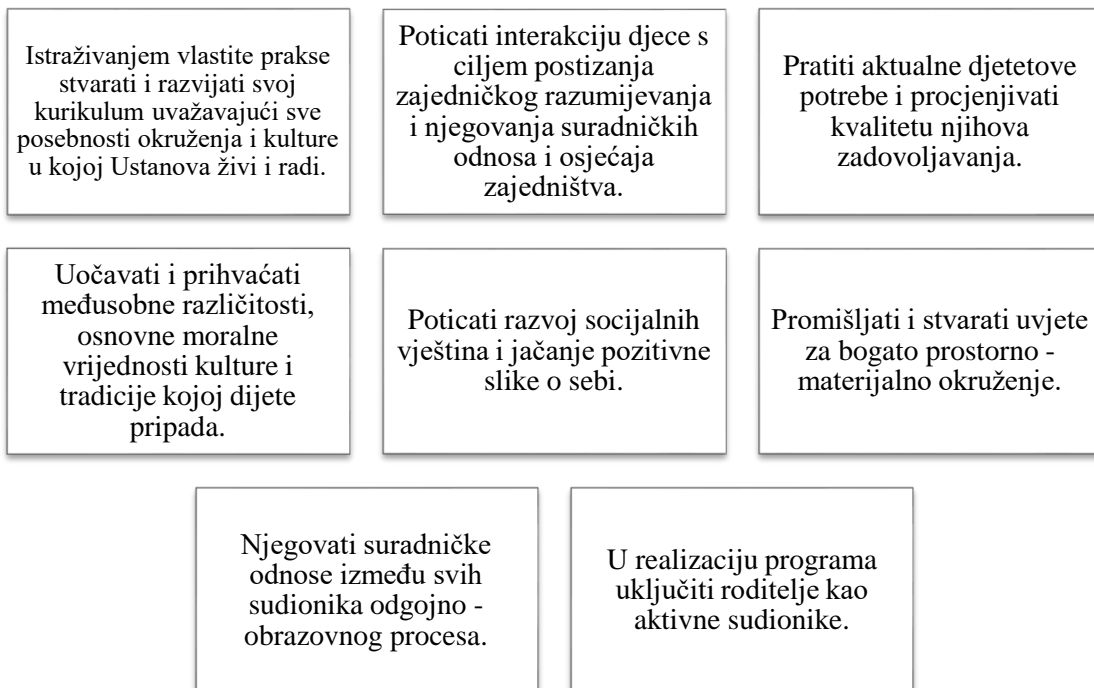 Istraživanjem vlastite prakse
stvarati i razvijati svoj
kurikulum uvažavajući sve
posebnosti okruženja i kulture
u kojoj Ustanova živi i radi.
Poticati interakciju djece s
ciljem postizanja
zajedničkog razumijevanja
i njegovanja suradničkih
odnosa i osjećaja
zajedništva.
Pratiti aktualne djetetove
potrebe i procjenjivati
kvalitetu njihova
zadovoljavanja.
Uočavati i prihvaćati
međusobne različitosti,
osnovne moralne
vrijednosti kulture i
tradicije kojoj dijete
pripada.
Poticati razvoj socijalnih
vještina i jačanje pozitivne
slike o sebi.
Promišljati i stvarati uvjete
za bogato prostorno -
materijalno okruženje.
Njegovati suradničke
odnose između svih
sudionika odgojno -
obrazovnog procesa.
U realizaciju programa
uključiti roditelje kao
aktivne sudionike.